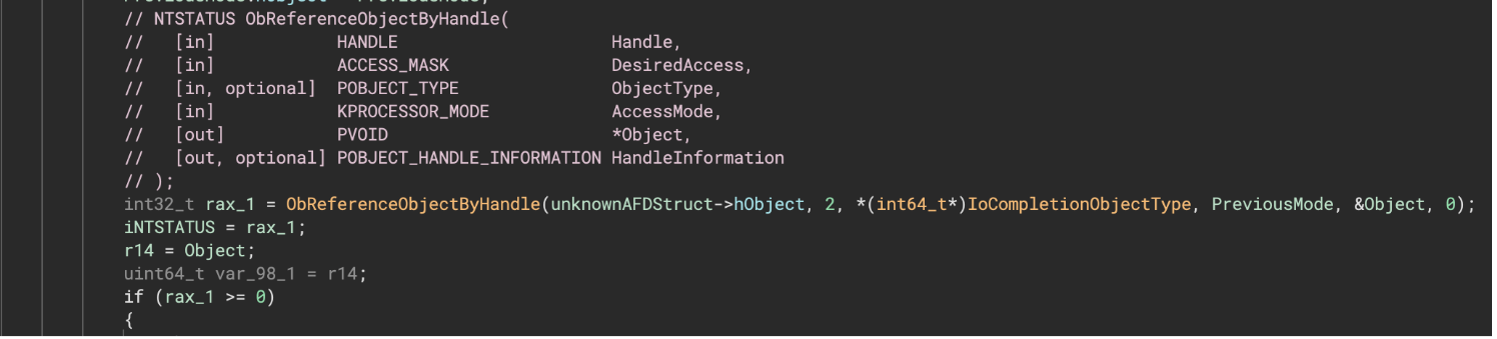 // NTSTATUS ObReferenceObjectByHandle(
//   [in]            HANDLE                     Handle,
//   [in]            ACCESS_MASK                DesiredAccess,
//   [in, optional]  POBJECT_TYPE               ObjectType,
//   [in]            KPROCESSOR_MODE            AccessMode,
//   [out]           PVOID                      *Object,
//   [out, optional] POBJECT_HANDLE_INFORMATION HandleInformation
// );
int32_t rax_1 = ObReferenceObjectByHandle(unknownAFDStruct->hObject, 2, *(int64_t*)IoCompletionObjectType, PreviousMode, &Object, 0);
iNTSTATUS = rax_1;
r14 = Object;
uint64_t var_98_1 = r14;
if (rax_1 >= 0)
{